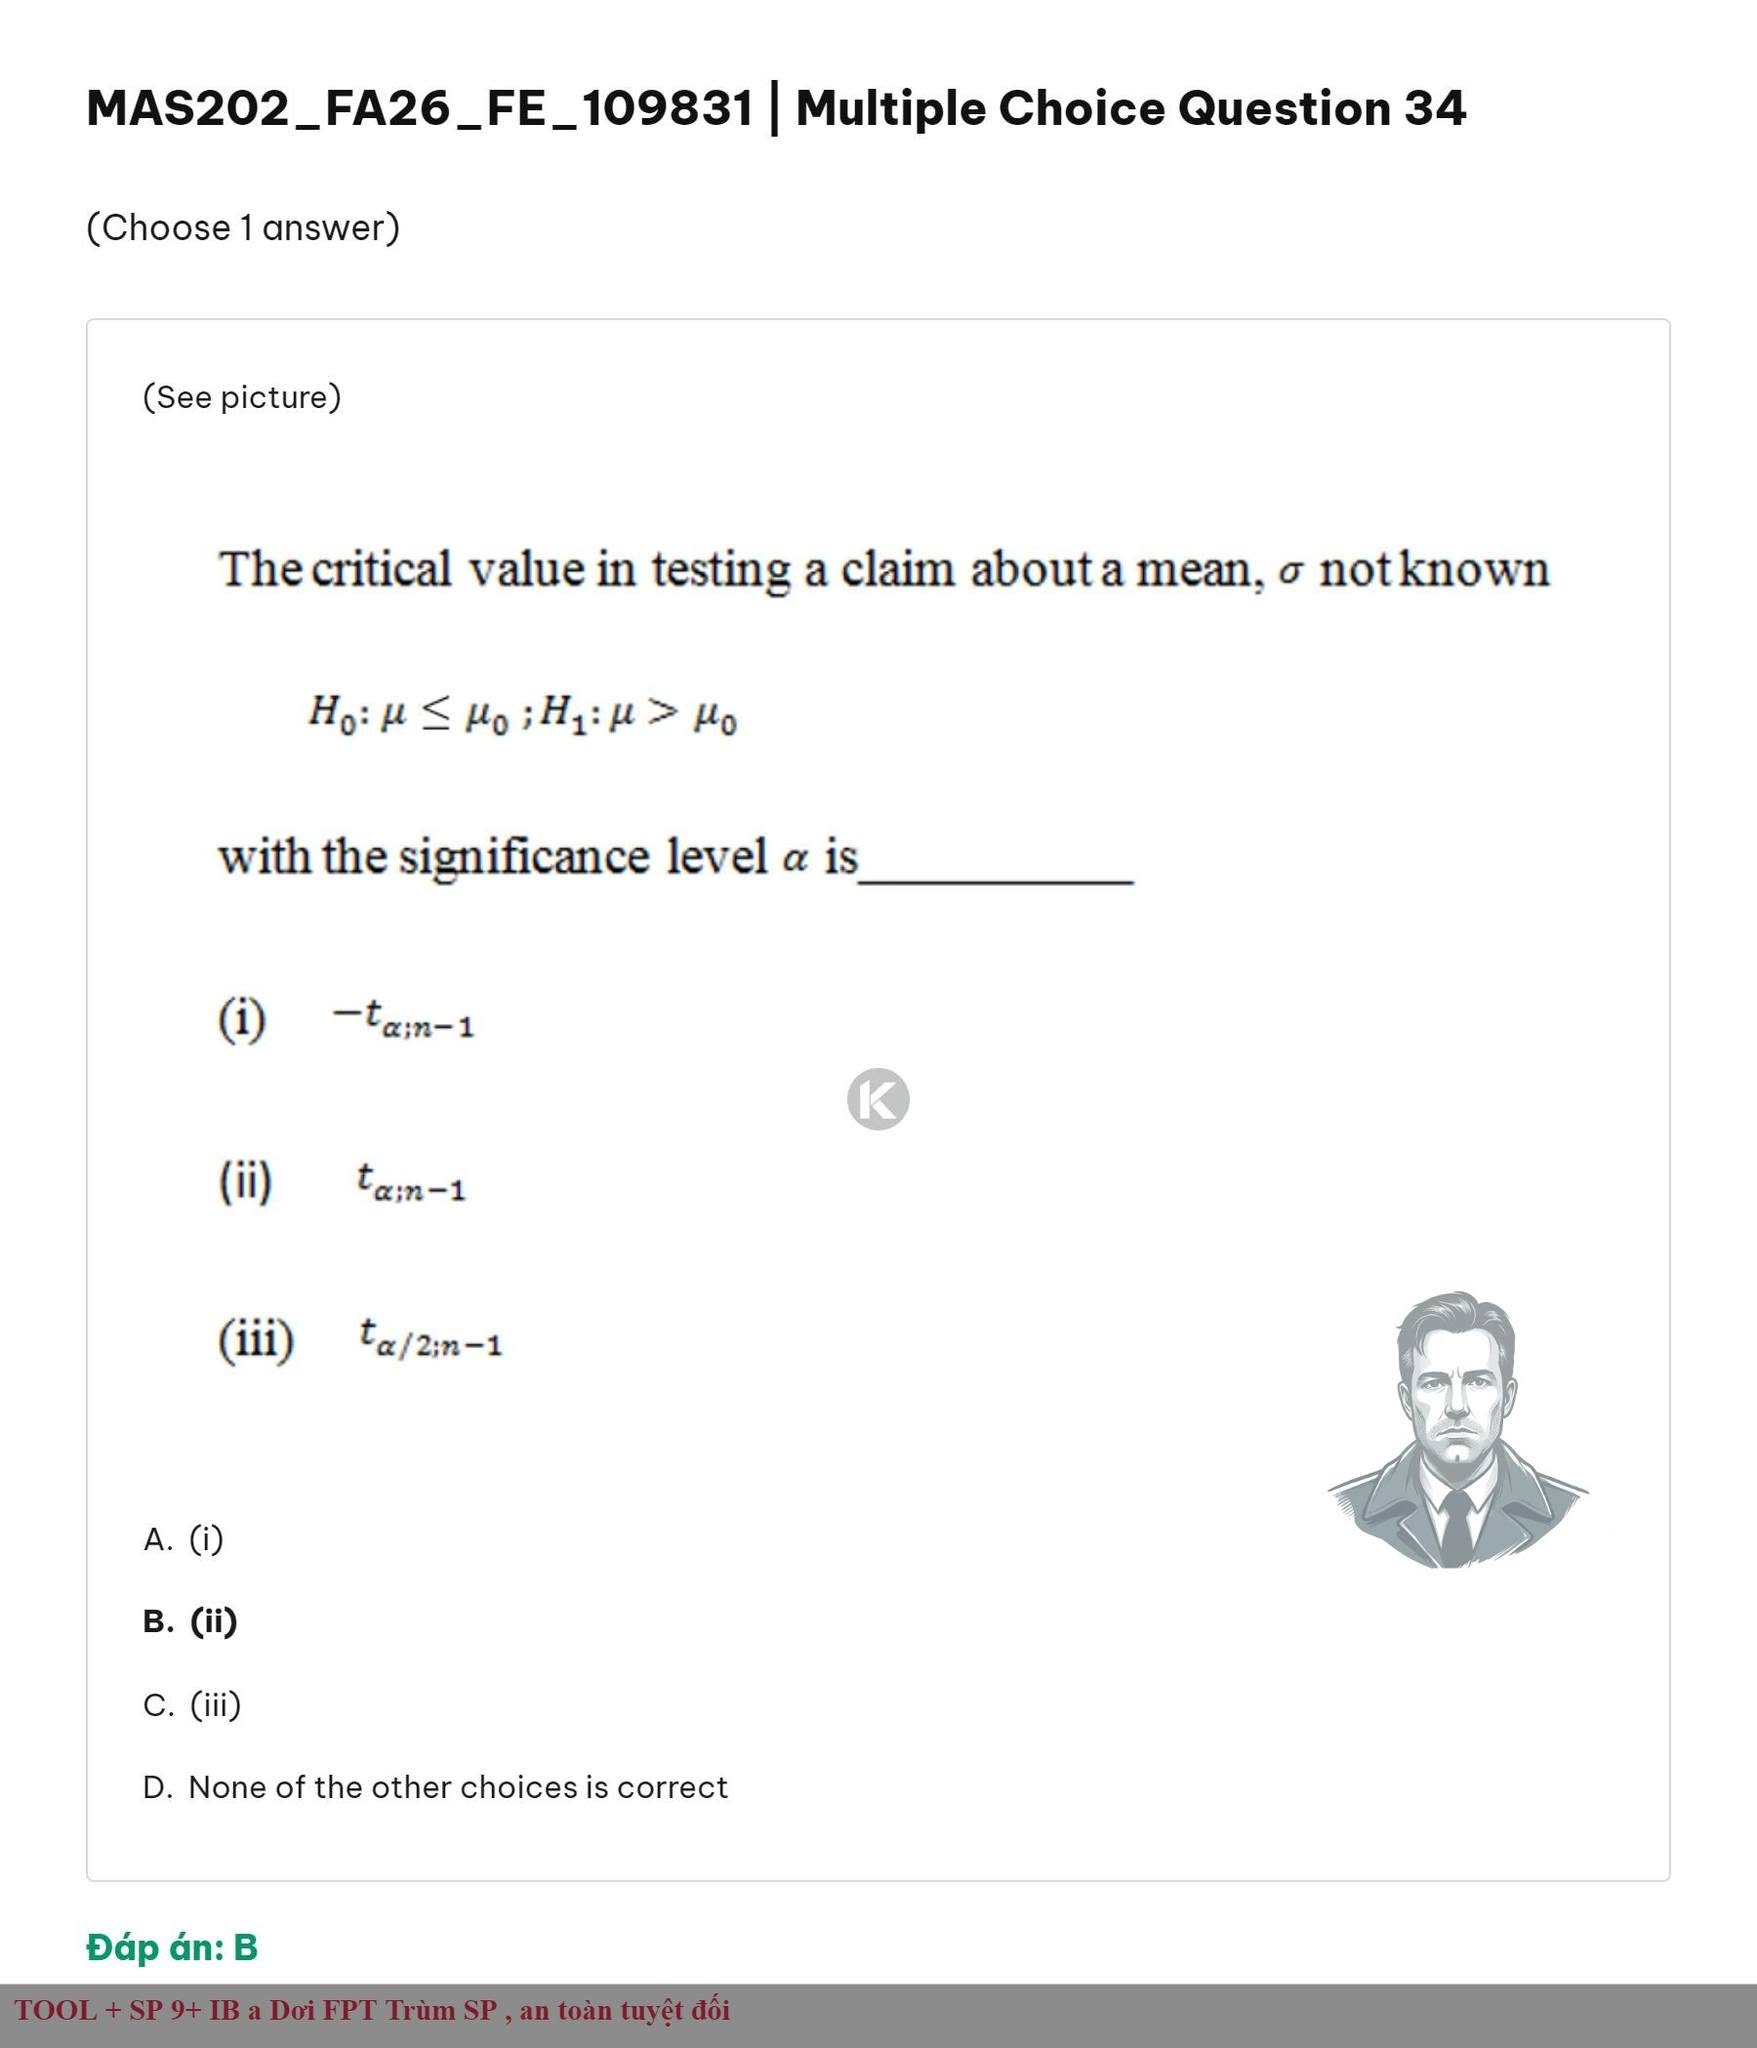 MAS202_FA26_FE_109831 | Multiple Choice Question 34
(Choose 1 answer)
(See picture)
The critical value in testing a claim about a mean, σ not known
H₀: μ ≤ μ₀ ; H₁: μ > μ₀
with the significance level α is___________
(i) −t_{α;n−1}
K
(ii) t_{α;n−1}
(iii) t_{α/2;n−1}
A. (i)
B. (ii)
C. (iii)
D. None of the other choices is correct
Đáp án: B
TOOL + SP 9+ IB a Dơi FPT Trùm SP , an toàn tuyệt đối